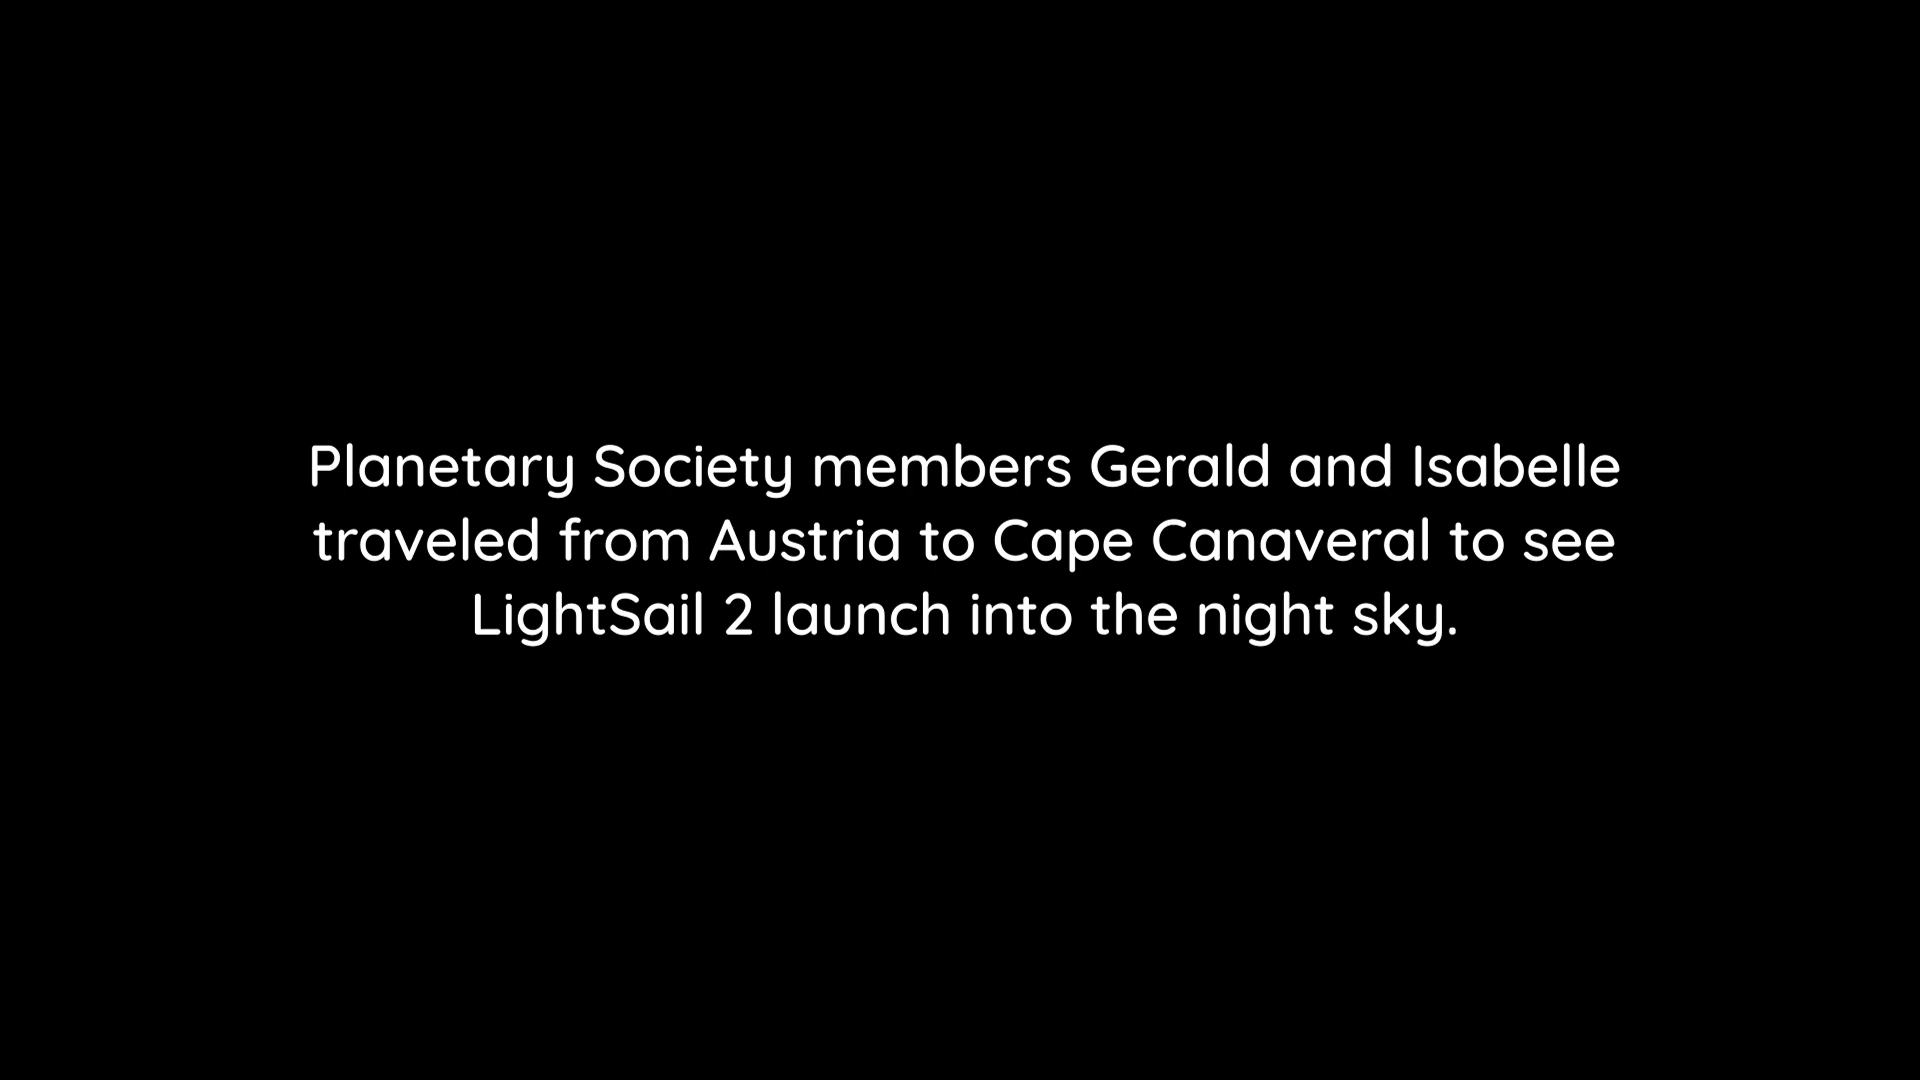 Planetary Society members Gerald and Isabelle
traveled from Austria to Cape Canaveral to see
LightSail 2 launch into the night sky.